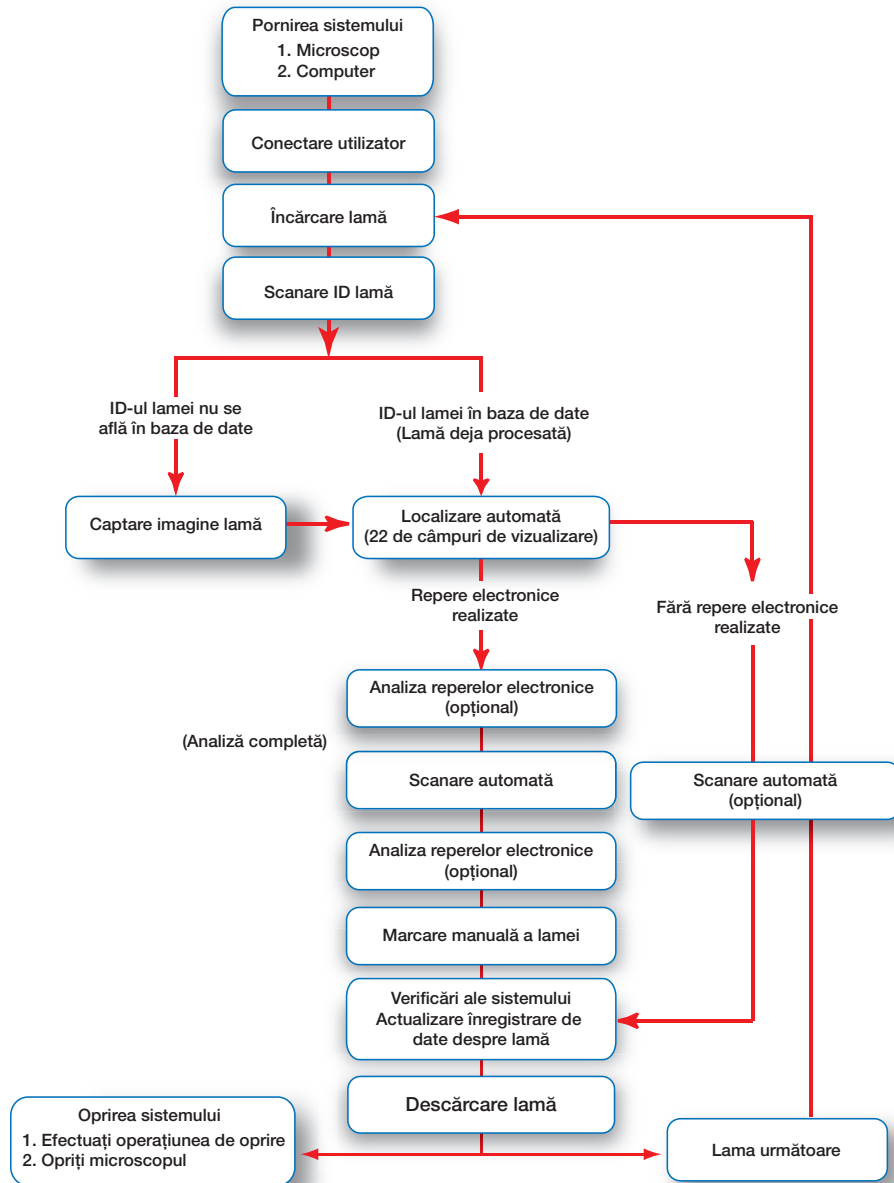 Pornirea sistemului
1. Microscop
2. Computer
Conectare utilizator
Încărcare lamă
Scanare ID lamă
ID-ul lamei nu se
află în baza de date
ID-ul lamei în baza de date
(Lamă deja procesată)
Captare imagine lamă
Localizare automată
(22 de câmpuri de vizualizare)
Repere electronice
realizate
Fără repere electronice
realizate
Analiza reperelor electronice
(opțional)
(Analiză completă)
Scanare automată
Scanare automată
(opțional)
Analiza reperelor electronice
(opțional)
Marcare manuală a lamei
Verificări ale sistemului
Actualizare înregistrare de
date despre lamă
Descărcare lamă
Oprirea sistemului
1. Efectuați operațiunea de oprire
2. Opriți microscopul
Lama următoare